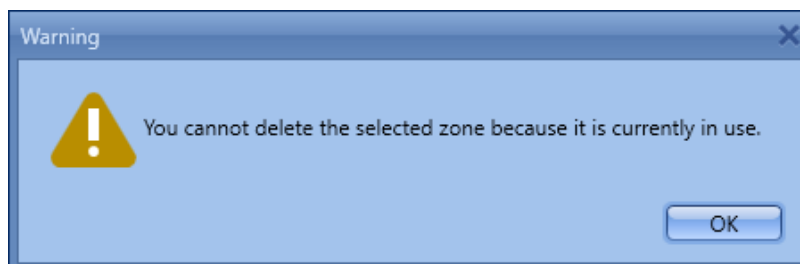 Warning
You cannot delete the selected zone because it is currently in use.
OK